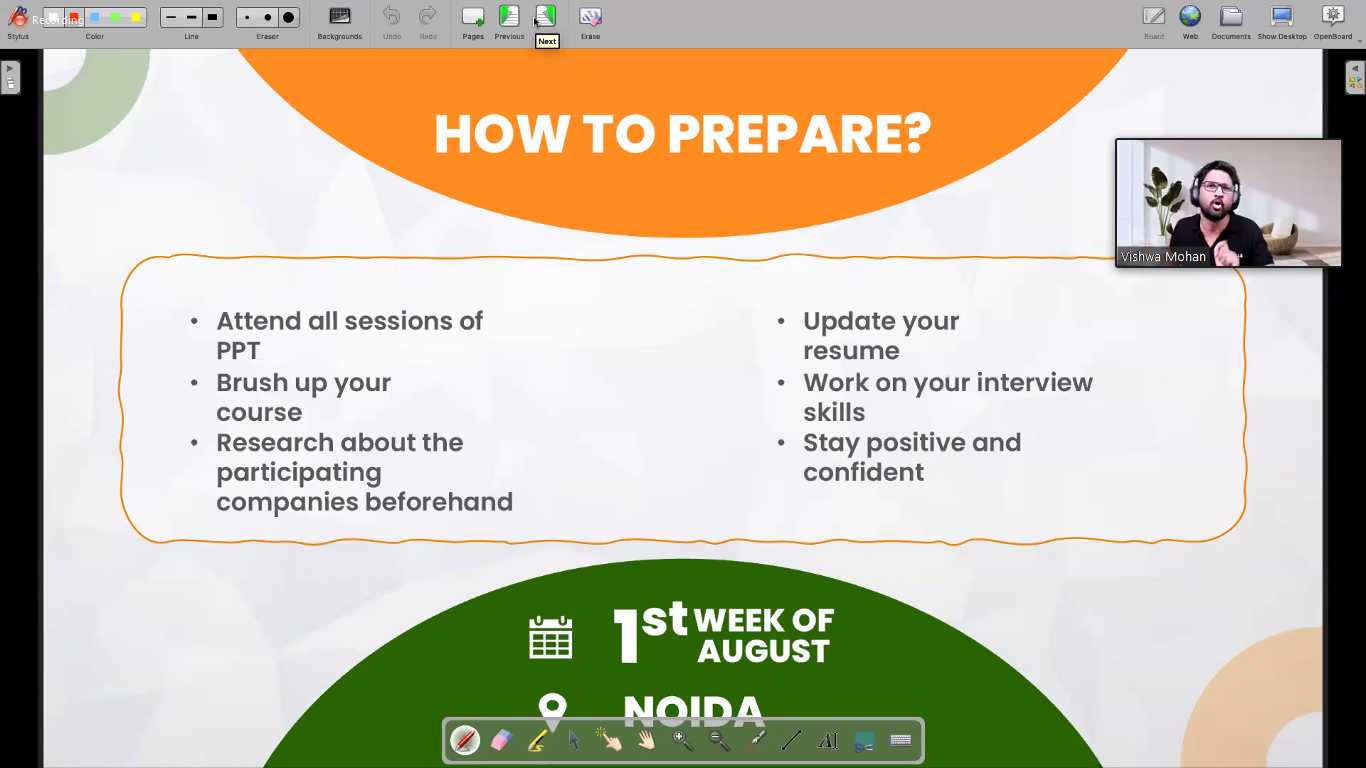 Recording
Stylus
Color
Line
Eraser
Backgrounds
Undo
Redo
Pages
Previous
Next
Erase
Board
Web
Documents
Show Desktop
OpenBoard
HOW TO PREPARE?
Vishwa Mohan
• Attend all sessions of
PPT
• Brush up your
course
• Research about the
participating
companies beforehand
• Update your
resume
• Work on your interview
skills
• Stay positive and
confident
1st WEEK OF
AUGUST
NOIDA
AI